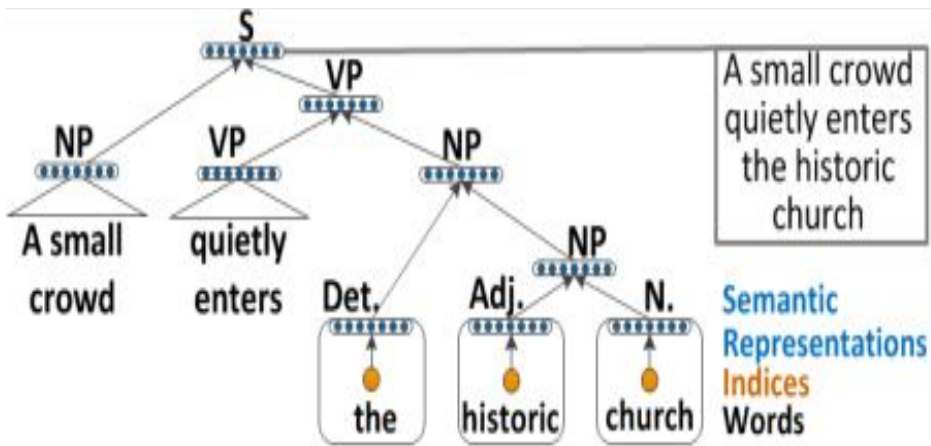 S
VP
NP
VP
NP
A small crowd
quietly enters
the historic
church
A small
crowd
quietly
enters
NP
Det.
Adj.
N.
the
historic
church
Semantic
Representations
Indices
Words